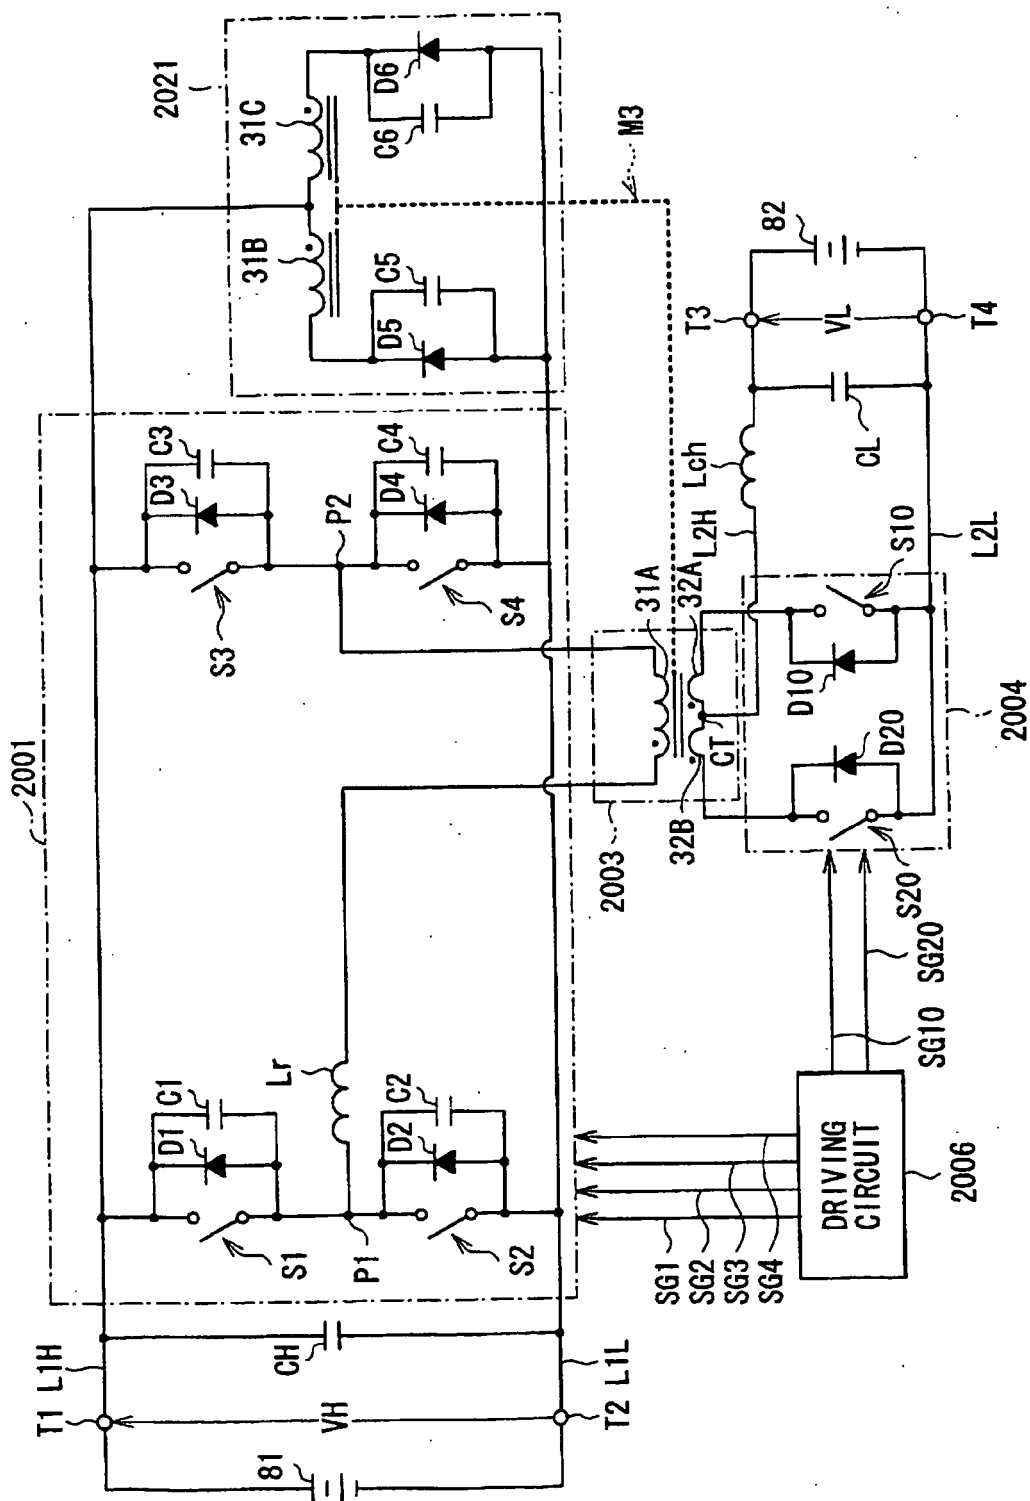 2001
2021
T1
L1H
81
VH
CH
T2
L1L
S1
D1
C1
P1
Lr
S2
D2
C2
S3
D3
C3
P2
S4
D4
C4
31B
31C
D5
C5
C6
D6
M3
2003
31A
32A
32B
CT
L2H
Lch
T3
82
VL
T4
CL
L2L
S10
D10
D20
S20
2004
SG10
SG20
SG1
SG2
SG3
SG4
DRIVING
CIRCUIT
2006